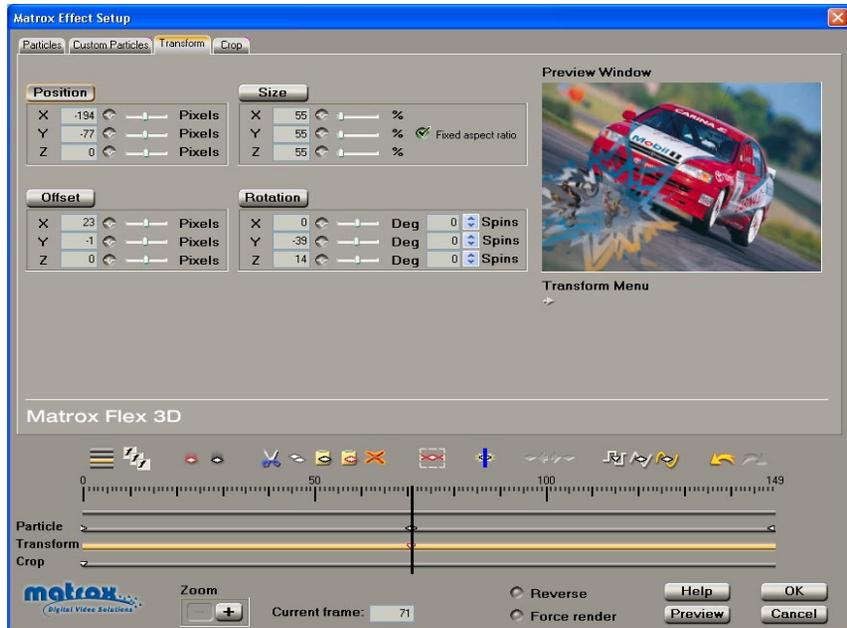 Matrox Effect Setup
Particles Custom Particles Transform Crop
Position
X -194 Pixels
Y -77 Pixels
Z 0 Pixels
Size
X 55 %
Y 55 % Fixed aspect ratio
Z 55 %
Offset
X 23 Pixels
Y -1 Pixels
Z 0 Pixels
Rotation
X 0 Deg 0 Spins
Y -39 Deg 0 Spins
Z 14 Deg 0 Spins
Preview Window
CARINA E
Mobil 1
Transform Menu
Matrox Flex 3D
0 50 100 149
Particle
Transform
Crop
matrox
Digital Video Solutions
Zoom
Current frame: 71
Reverse
Force render
Help OK
Preview Cancel